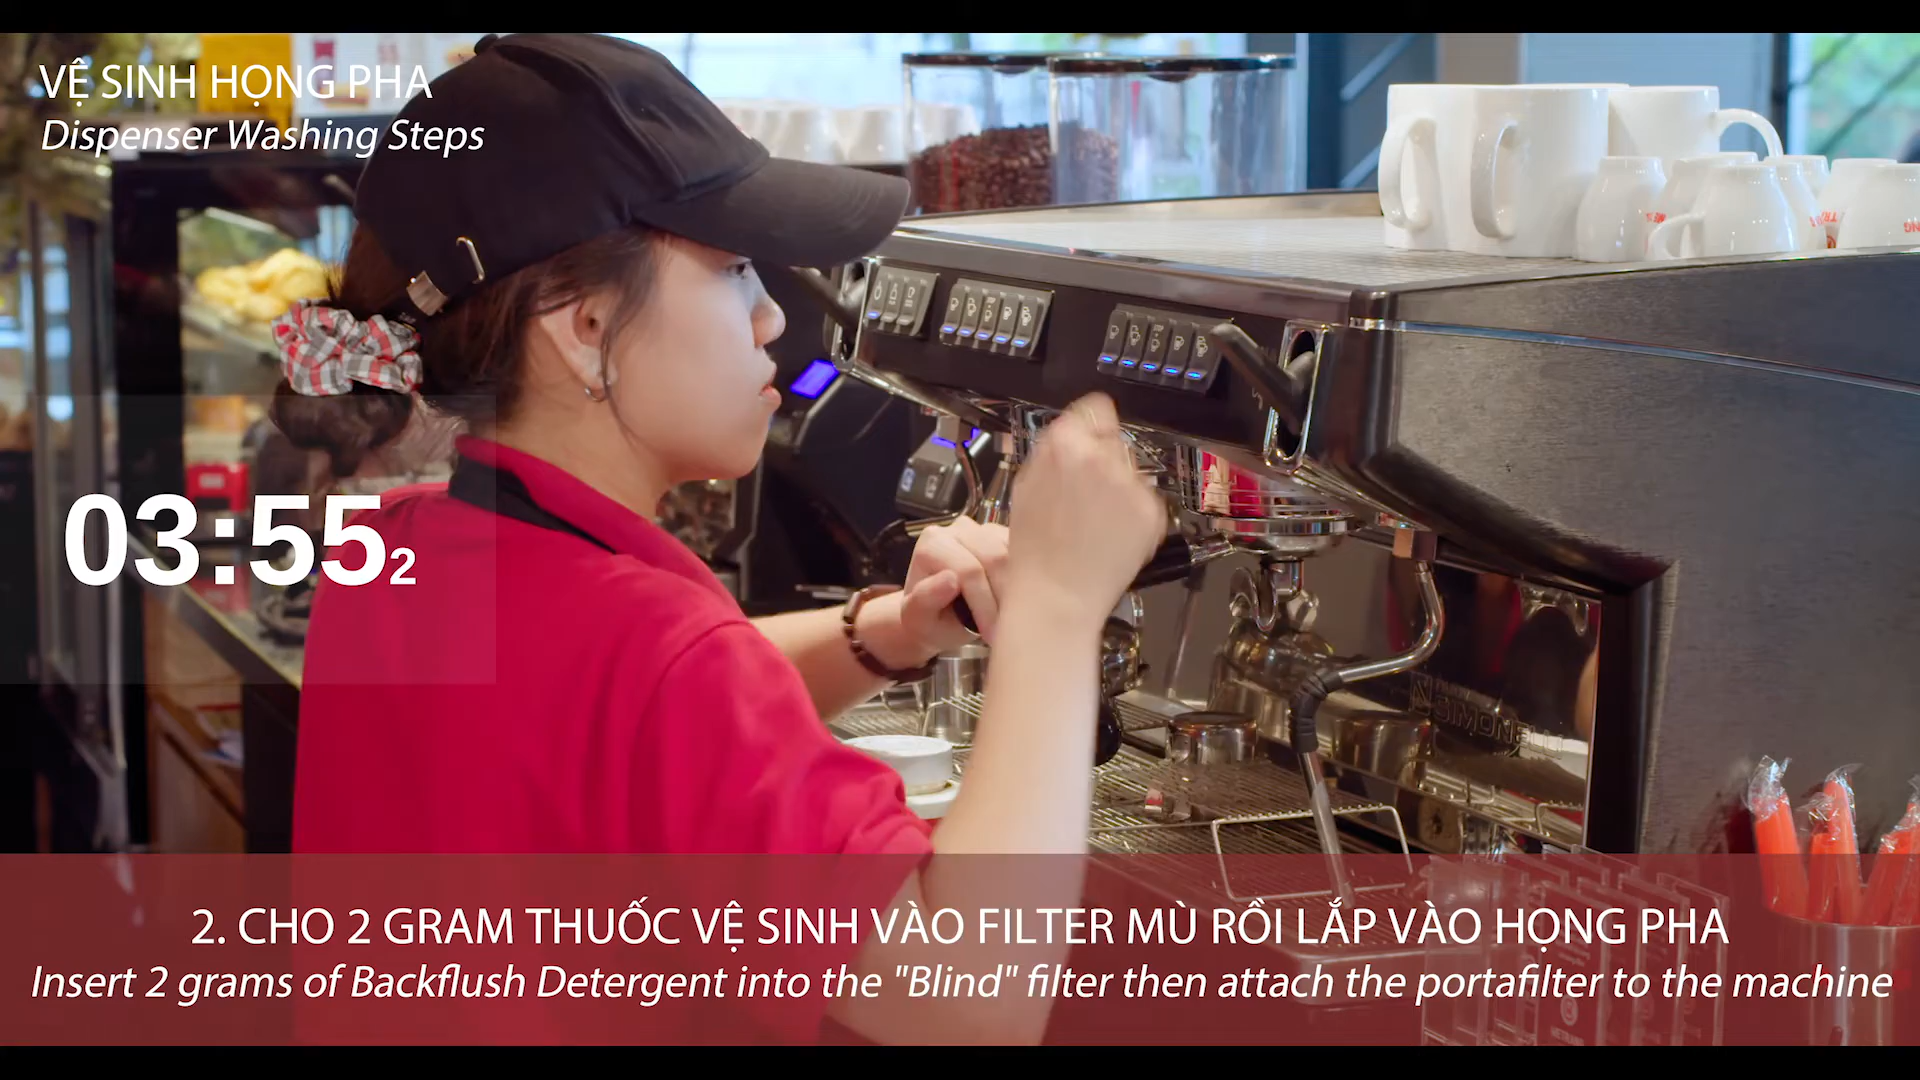 VỆ SINH HỌNG PHA
Dispenser Washing Steps
03:552
2. CHO 2 GRAM THUỐC VỆ SINH VÀO FILTER MÙ RỒI LẮP VÀO HỌNG PHA
Insert 2 grams of Backflush Detergent into the "Blind" filter then attach the portafilter to the machine
SIMONELLI